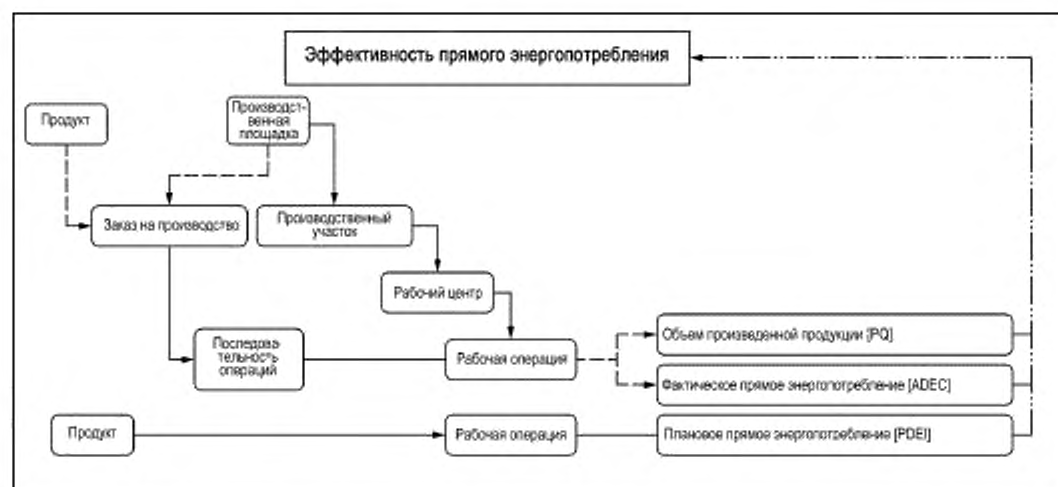 Эффективность прямого энергопотребления
Продукт
Производст-
венная
площадка
Заказ на производство
Производственный
участок
Рабочий центр
Последова-
тельность
операций
Рабочая операция
Объем произведенной продукции [PQ]
Фактическое прямое энергопотребление [ADEC]
Продукт
Рабочая операция
Плановое прямое энергопотребление [PDEI]